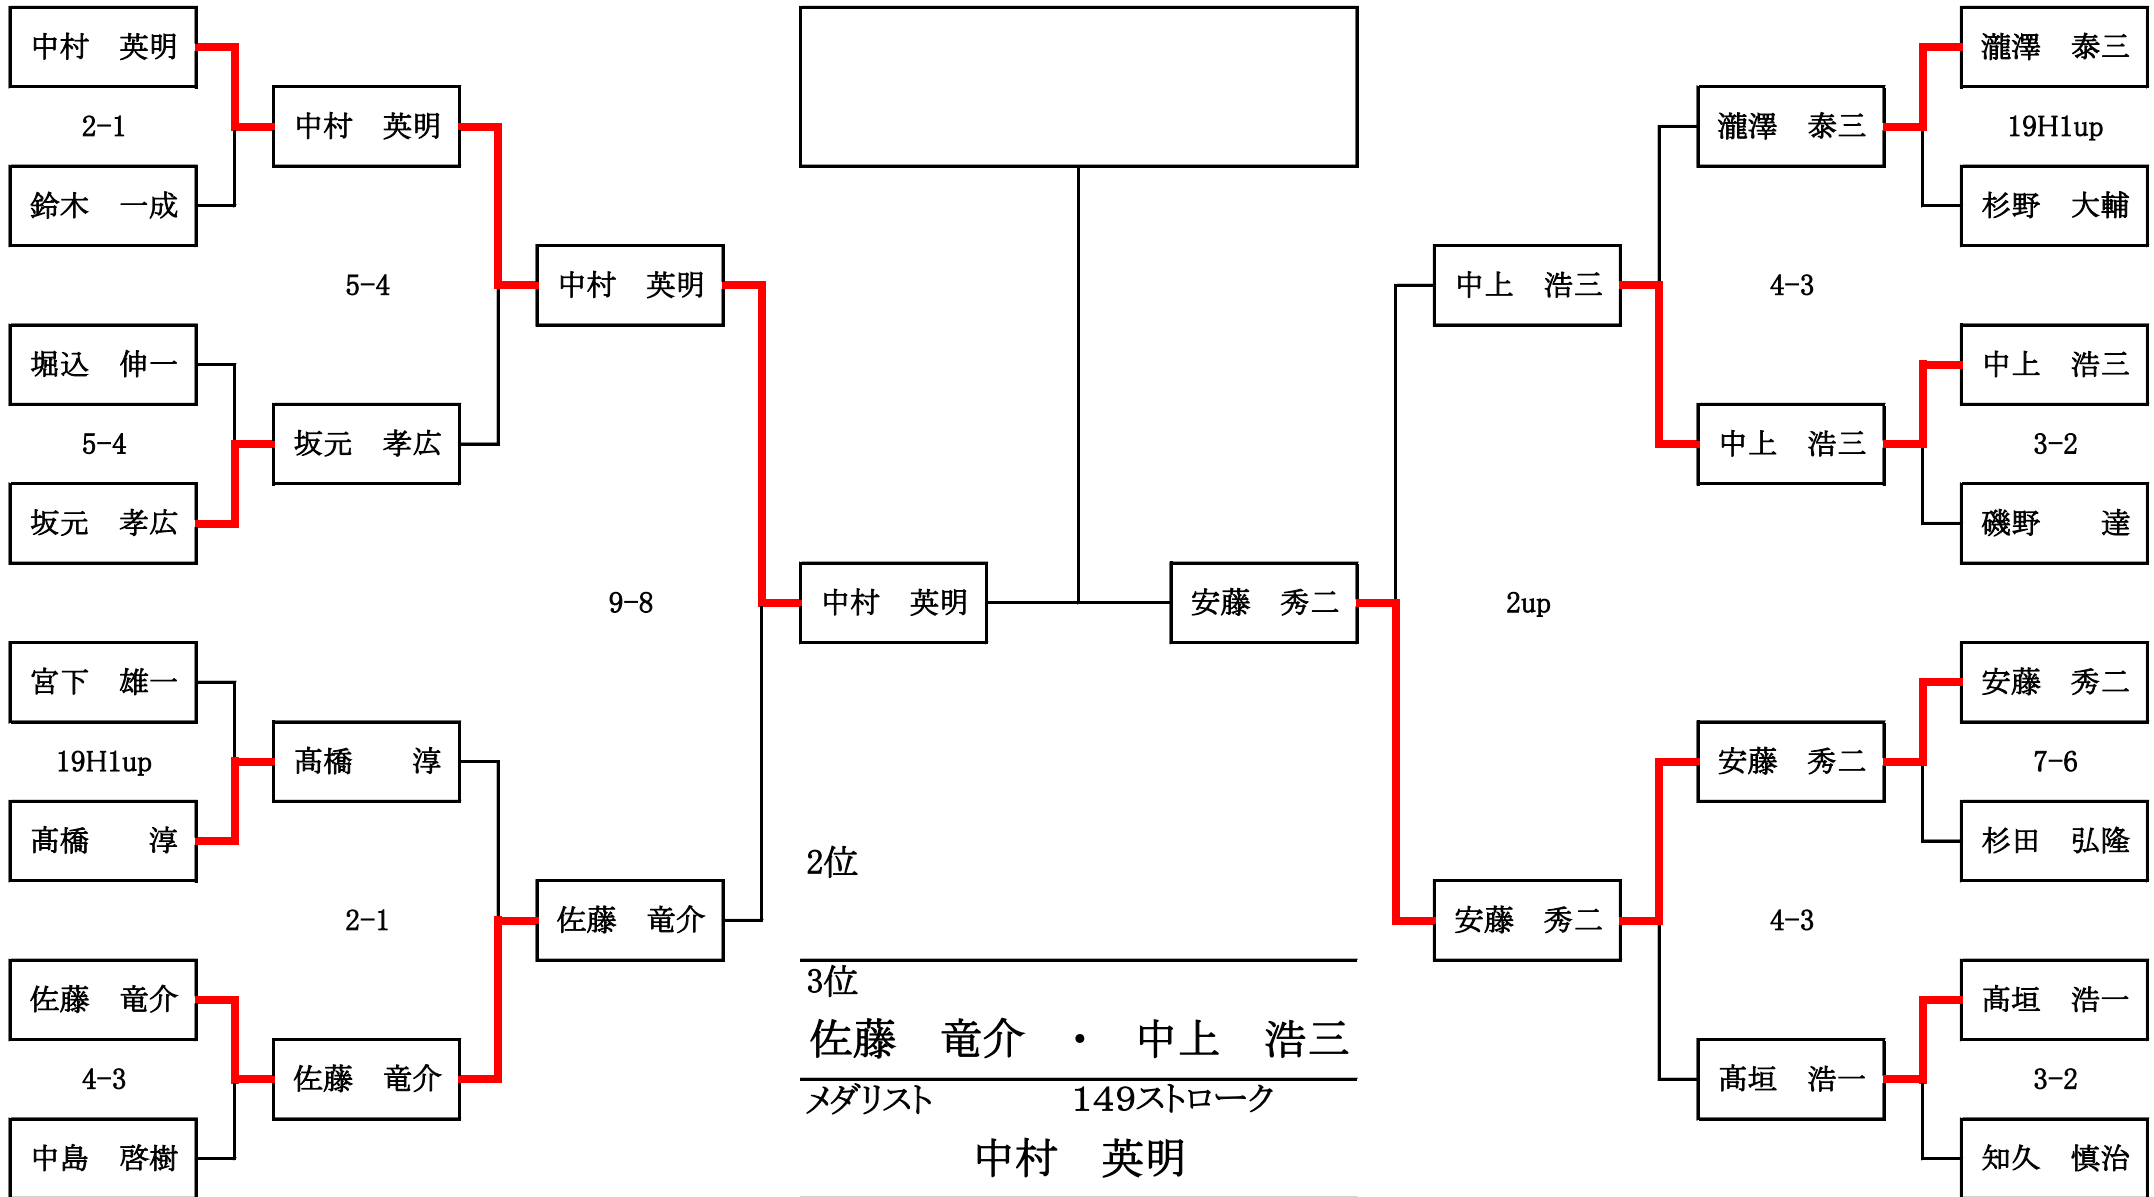 中村　英明
2-1
鈴木　一成
堀込　伸一
5-4
坂元　孝広
宮下　雄一
19H1up
髙橋　　淳
佐藤　竜介
4-3
中島　啓樹
中村　英明
5-4
坂元　孝広
髙橋　　淳
2-1
佐藤　竜介
中村　英明
9-8
佐藤　竜介
中村　英明
安藤　秀二
2位
3位
佐藤　竜介　・　中上　浩三
メダリスト　149ストローク
中村　英明
中上　浩三
2up
安藤　秀二
瀧澤　泰三
4-3
中上　浩三
安藤　秀二
4-3
髙垣　浩一
瀧澤　泰三
19H1up
杉野　大輔
中上　浩三
3-2
磯野　　達
安藤　秀二
7-6
杉田　弘隆
髙垣　浩一
3-2
知久　慎治